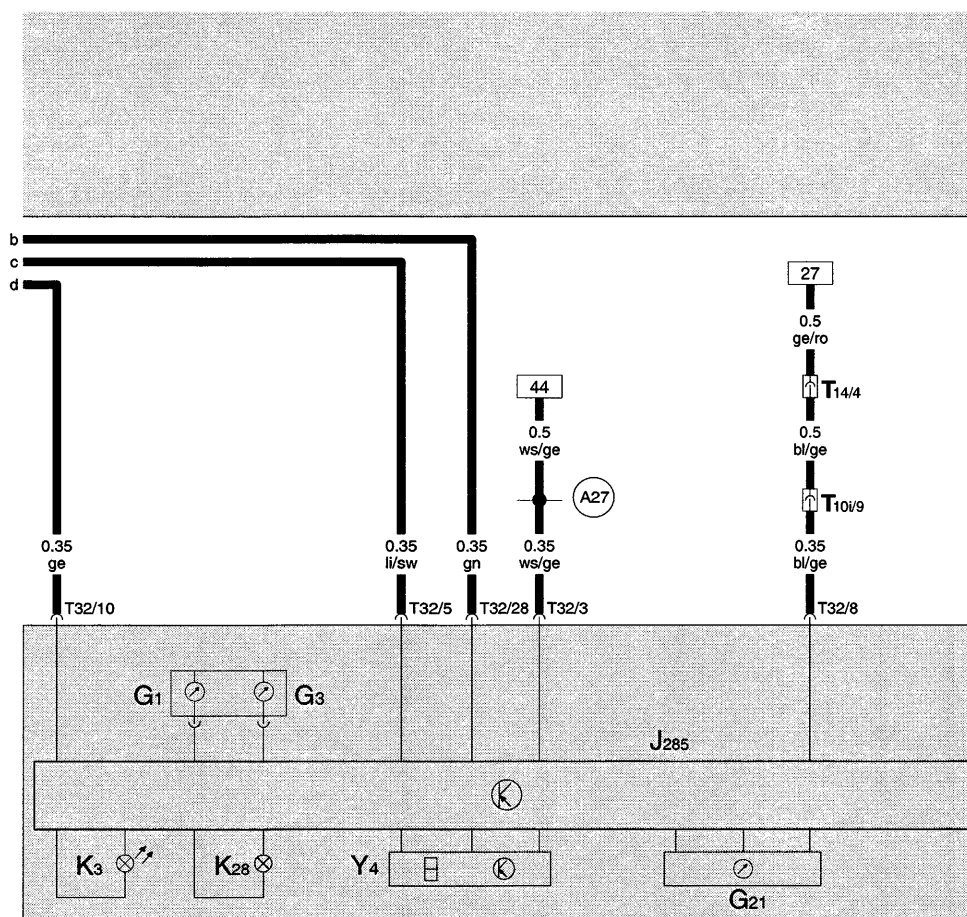 b
c
d
27
0.5
ge/ro
44
T14/4
0.5
ws/ge
0.5
bl/ge
A27
T10i/9
0.35
ge
0.35
li/sw
0.35
gn
0.35
ws/ge
0.35
bl/ge
T32/10
T32/5
T32/28
T32/3
T32/8
G1
G3
J285
K3
K28
Y4
G21